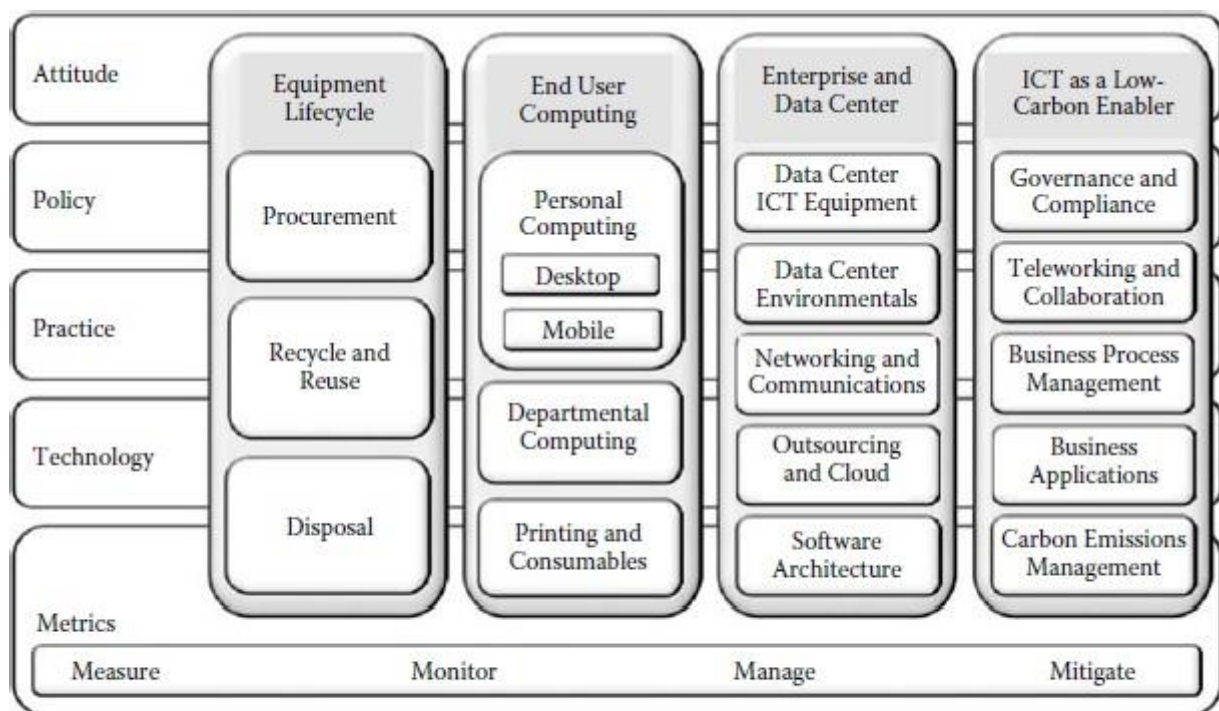 Attitude
Policy
Practice
Technology
Metrics
Equipment
Lifecycle
Procurement
Recycle and
Reuse
Disposal
End User
Computing
Personal
Computing
Desktop
Mobile
Departmental
Computing
Printing and
Consumables
Enterprise and
Data Center
Data Center
ICT Equipment
Data Center
Environmentals
Networking and
Communications
Outsourcing
and Cloud
Software
Architecture
ICT as a Low-
Carbon Enabler
Governance and
Compliance
Teleworking and
Collaboration
Business Process
Management
Business
Applications
Carbon Emissions
Management
Measure Monitor Manage Mitigate